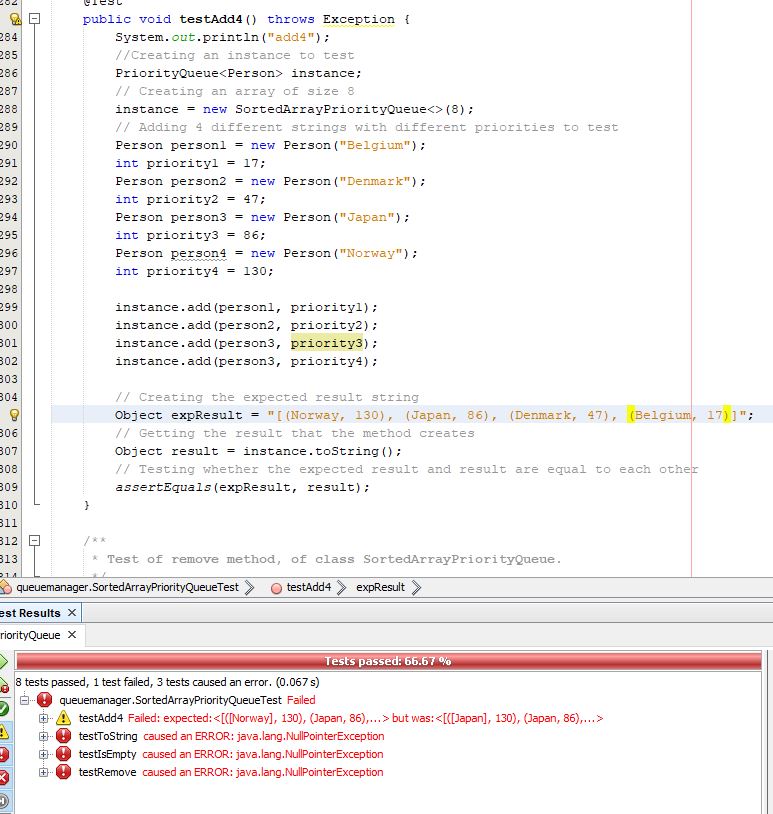 282 @Test
public void testAdd4() throws Exception {
284 System.out.println("add4");
285 //Creating an instance to test
286 PriorityQueue<Person> instance;
287 // Creating an array of size 8
288 instance = new SortedArrayPriorityQueue<>(8);
289 // Adding 4 different strings with different priorities to test
290 Person person1 = new Person("Belgium");
291 int priority1 = 17;
292 Person person2 = new Person("Denmark");
293 int priority2 = 47;
294 Person person3 = new Person("Japan");
295 int priority3 = 86;
296 Person person4 = new Person("Norway");
297 int priority4 = 130;
298
299 instance.add(person1, priority1);
300 instance.add(person2, priority2);
301 instance.add(person3, priority3);
302 instance.add(person3, priority4);
303
304 // Creating the expected result string
Object expResult = "[(Norway, 130), (Japan, 86), (Denmark, 47), (Belgium, 17)]";
306 // Getting the result that the method creates
307 Object result = instance.toString();
308 // Testing whether the expected result and result are equal to each other
309 assertEquals(expResult, result);
310 }
311
312 /**
313 * Test of remove method, of class SortedArrayPriorityQueue.
314 */
queuemanager.SortedArrayPriorityQueueTest testAdd4 expResult
est Results
riorityQueue
Tests passed: 66.67 %
8 tests passed, 1 test failed, 3 tests caused an error. (0.067 s)
queuemanager.SortedArrayPriorityQueueTest Failed
testAdd4 Failed: expected:<[([Norway], 130), (Japan, 86),...> but was:<[([Japan], 130), (Japan, 86),...>
testToString caused an ERROR: java.lang.NullPointerException
testIsEmpty caused an ERROR: java.lang.NullPointerException
testRemove caused an ERROR: java.lang.NullPointerException